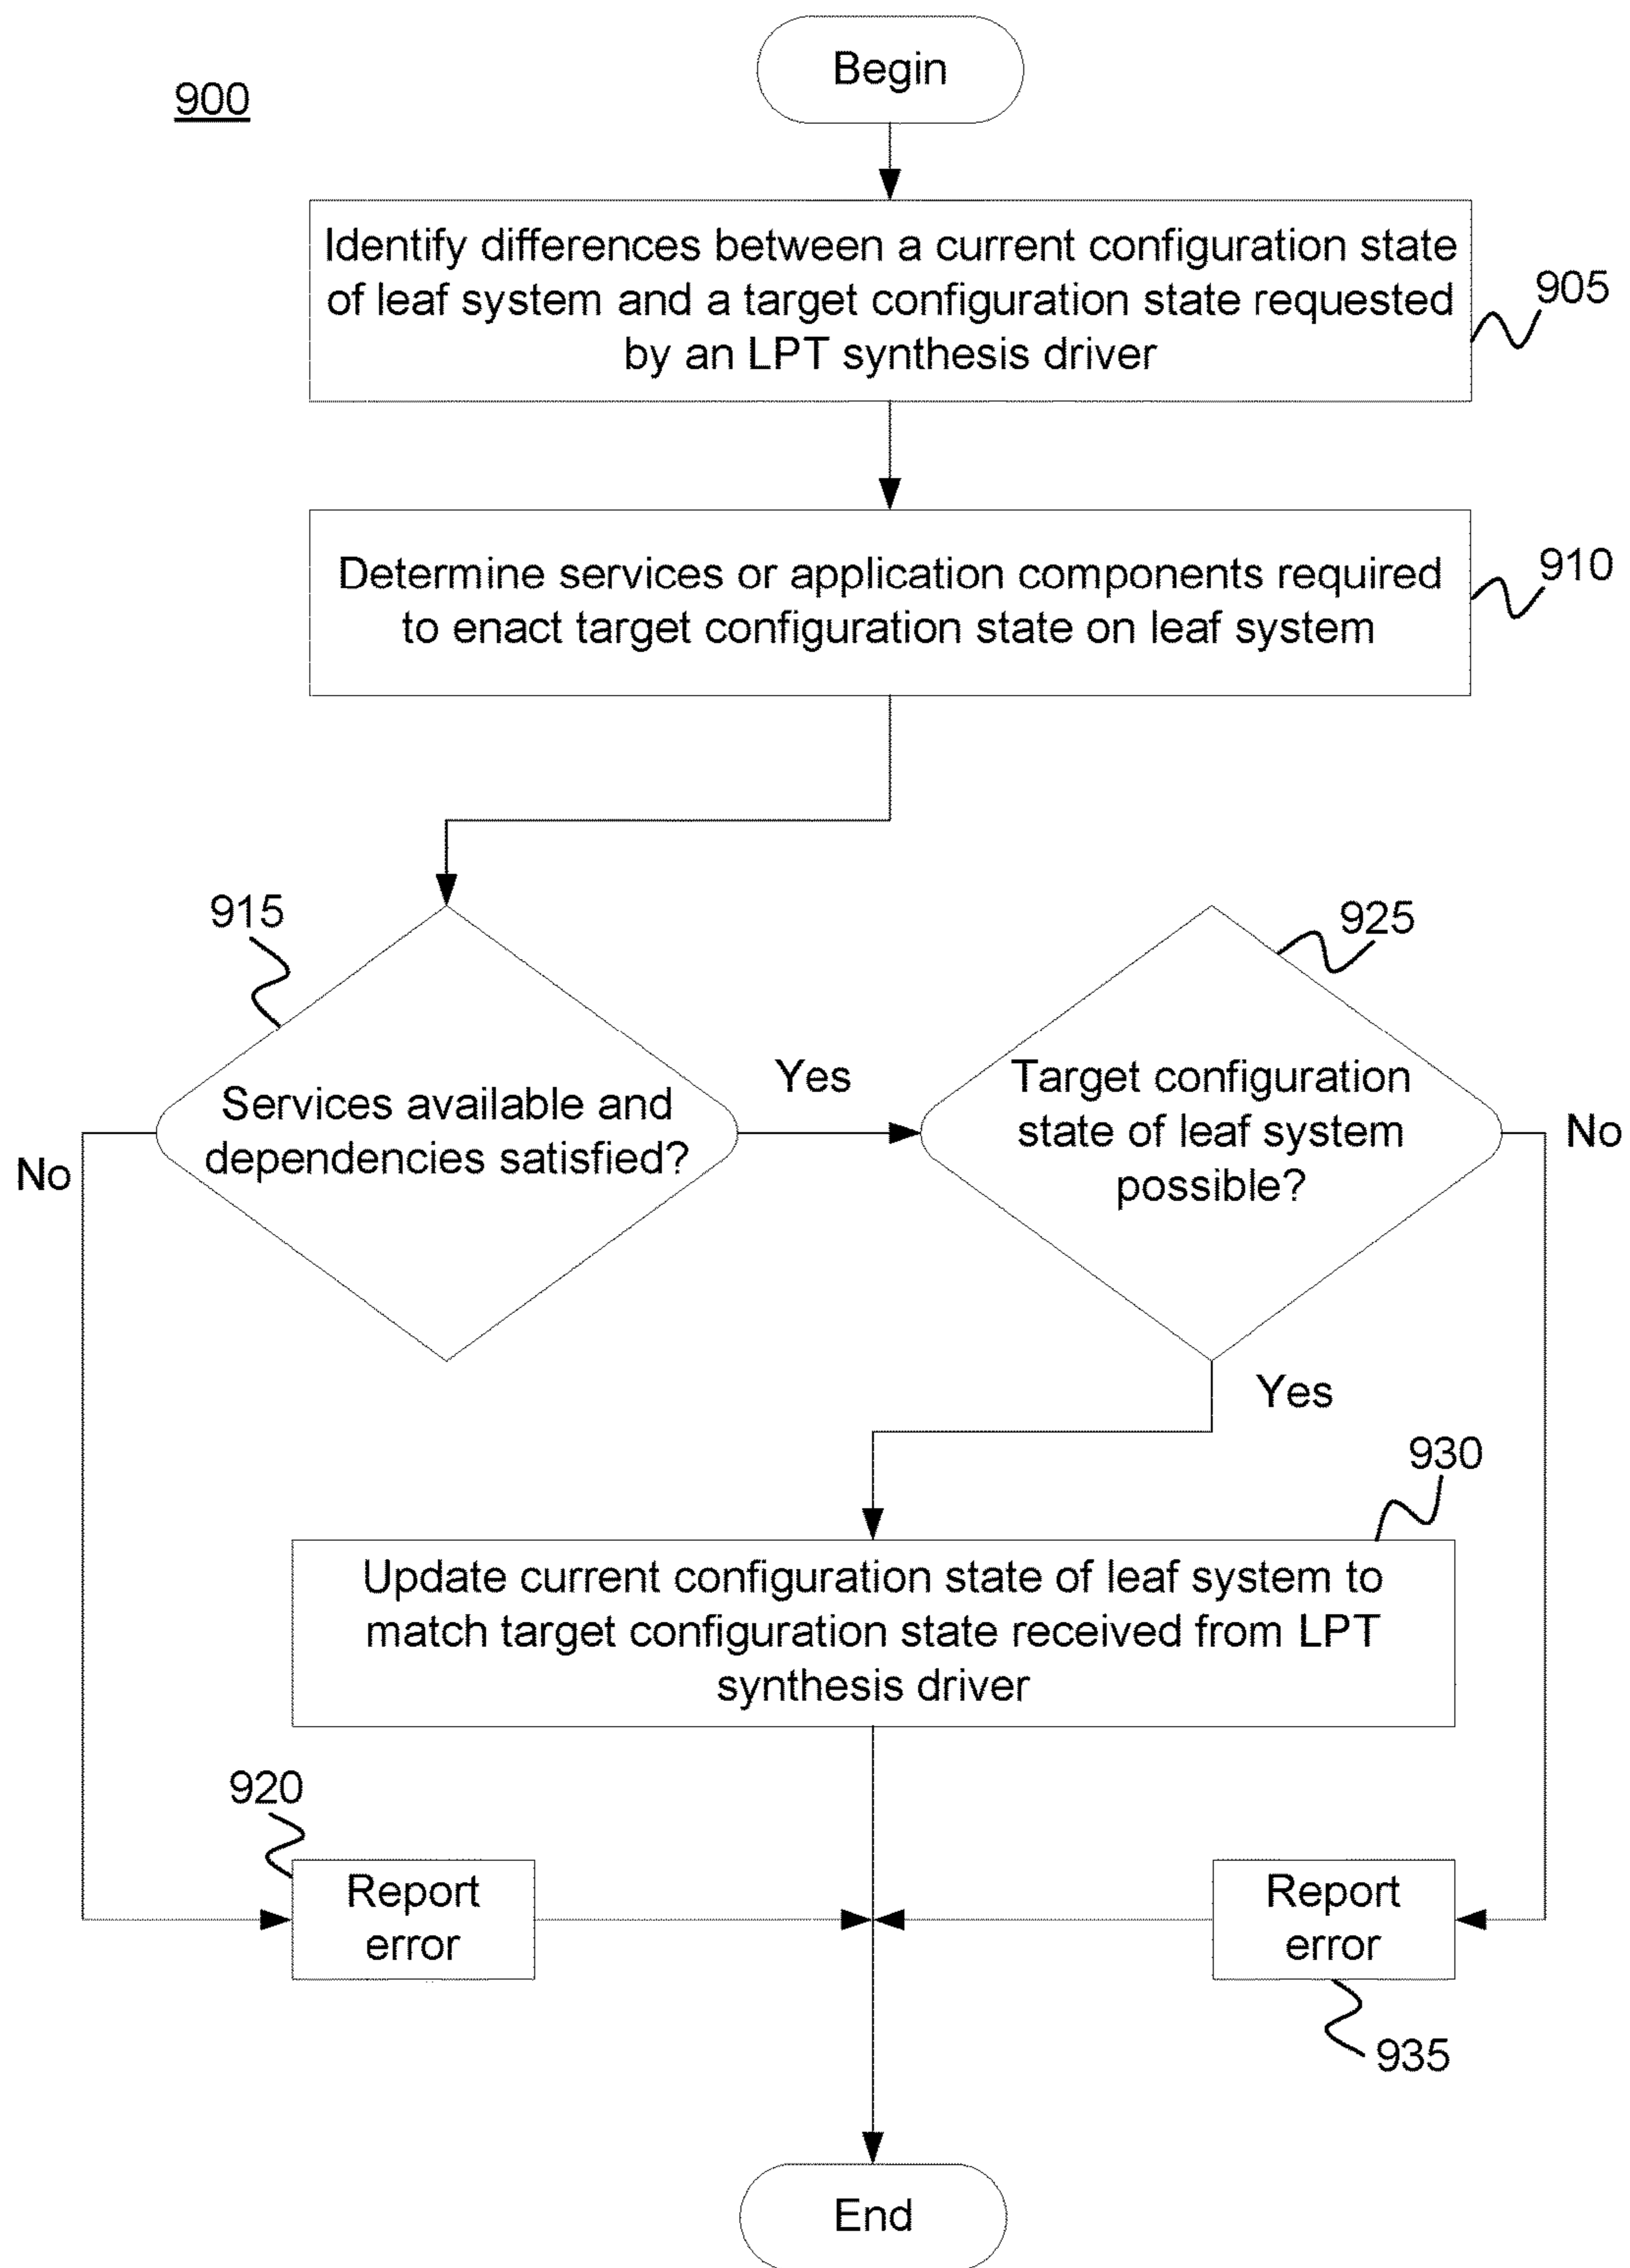 Begin
900
Identify differences between a current configuration state
of leaf system and a target configuration state requested
by an LPT synthesis driver
905
Determine services or application components required
to enact target configuration state on leaf system
910
915
925
Services available and
dependencies satisfied?
Yes
Target configuration
state of leaf system
possible?
No
No
Yes
930
Update current configuration state of leaf system to
match target configuration state received from LPT
synthesis driver
920
Report
error
Report
error
935
End